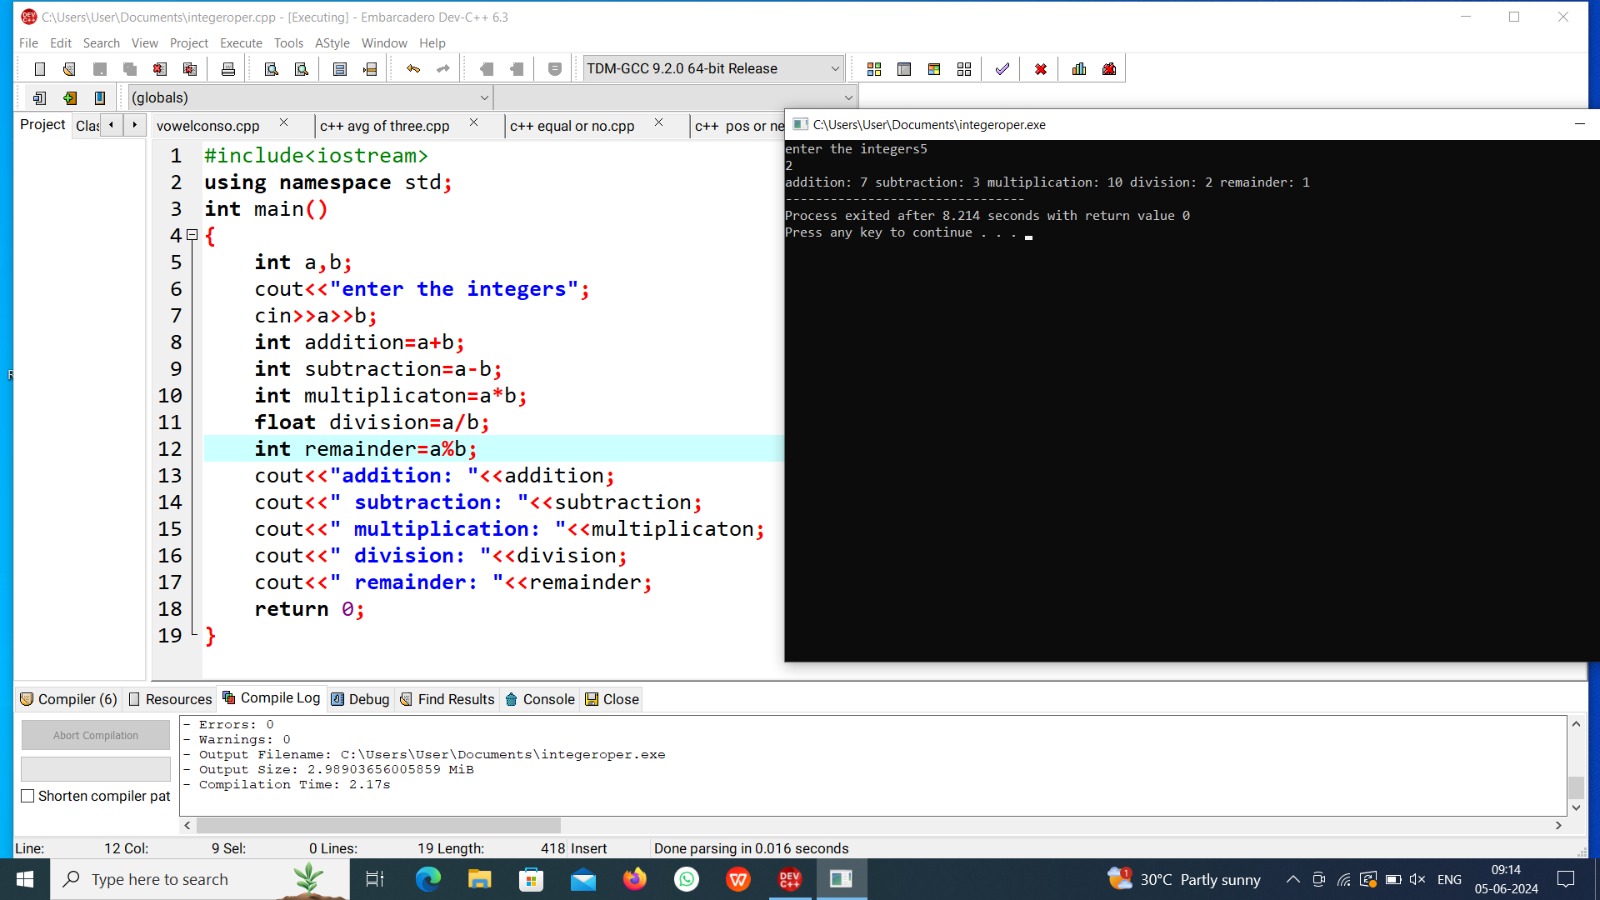 C:\Users\User\Documents\integeroper.cpp - [Executing] - Embarcadero Dev-C++ 6.3
File Edit Search View Project Execute Tools AStyle Window Help
TDM-GCC 9.2.0 64-bit Release
(globals)
Project Clas
vowelconso.cpp c++ avg of three.cpp c++ equal or no.cpp c++ pos or ne
1 #include<iostream>
2 using namespace std;
3 int main()
4 {
5 int a,b;
6 cout<<"enter the integers";
7 cin>>a>>b;
8 int addition=a+b;
9 int subtraction=a-b;
10 int multiplicaton=a*b;
11 float division=a/b;
12 int remainder=a%b;
13 cout<<"addition: "<<addition;
14 cout<<" subtraction: "<<subtraction;
15 cout<<" multiplication: "<<multiplicaton;
16 cout<<" division: "<<division;
17 cout<<" remainder: "<<remainder;
18 return 0;
19 }
C:\Users\User\Documents\integeroper.exe
enter the integers5
2
addition: 7 subtraction: 3 multiplication: 10 division: 2 remainder: 1
--------------------------------
Process exited after 8.214 seconds with return value 0
Press any key to continue . . .
Compiler (6) Resources Compile Log Debug Find Results Console Close
Abort Compilation
Shorten compiler pat
- Errors: 0
- Warnings: 0
- Output Filename: C:\Users\User\Documents\integeroper.exe
- Output Size: 2.98903656005859 MiB
- Compilation Time: 2.17s
Line: 12 Col: 9 Sel: 0 Lines: 19 Length: 418 Insert Done parsing in 0.016 seconds
Type here to search
DEV C++
1
30°C Partly sunny
ENG
09:14
05-06-2024